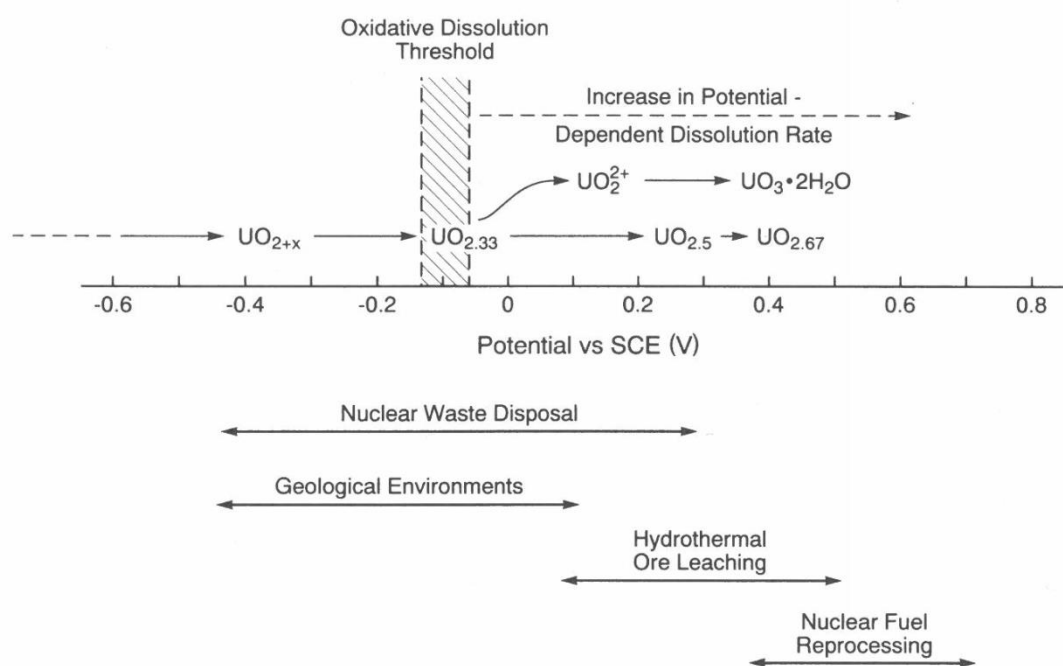 Oxidative Dissolution
Threshold
Increase in Potential -
Dependent Dissolution Rate
UO₂²⁺ UO₃•2H₂O
UO₂₊ₓ UO₂.₃₃ UO₂.₅ UO₂.₆₇
-0.6 -0.4 -0.2 0 0.2 0.4 0.6 0.8
Potential vs SCE (V)
Nuclear Waste Disposal
Geological Environments
Hydrothermal
Ore Leaching
Nuclear Fuel
Reprocessing